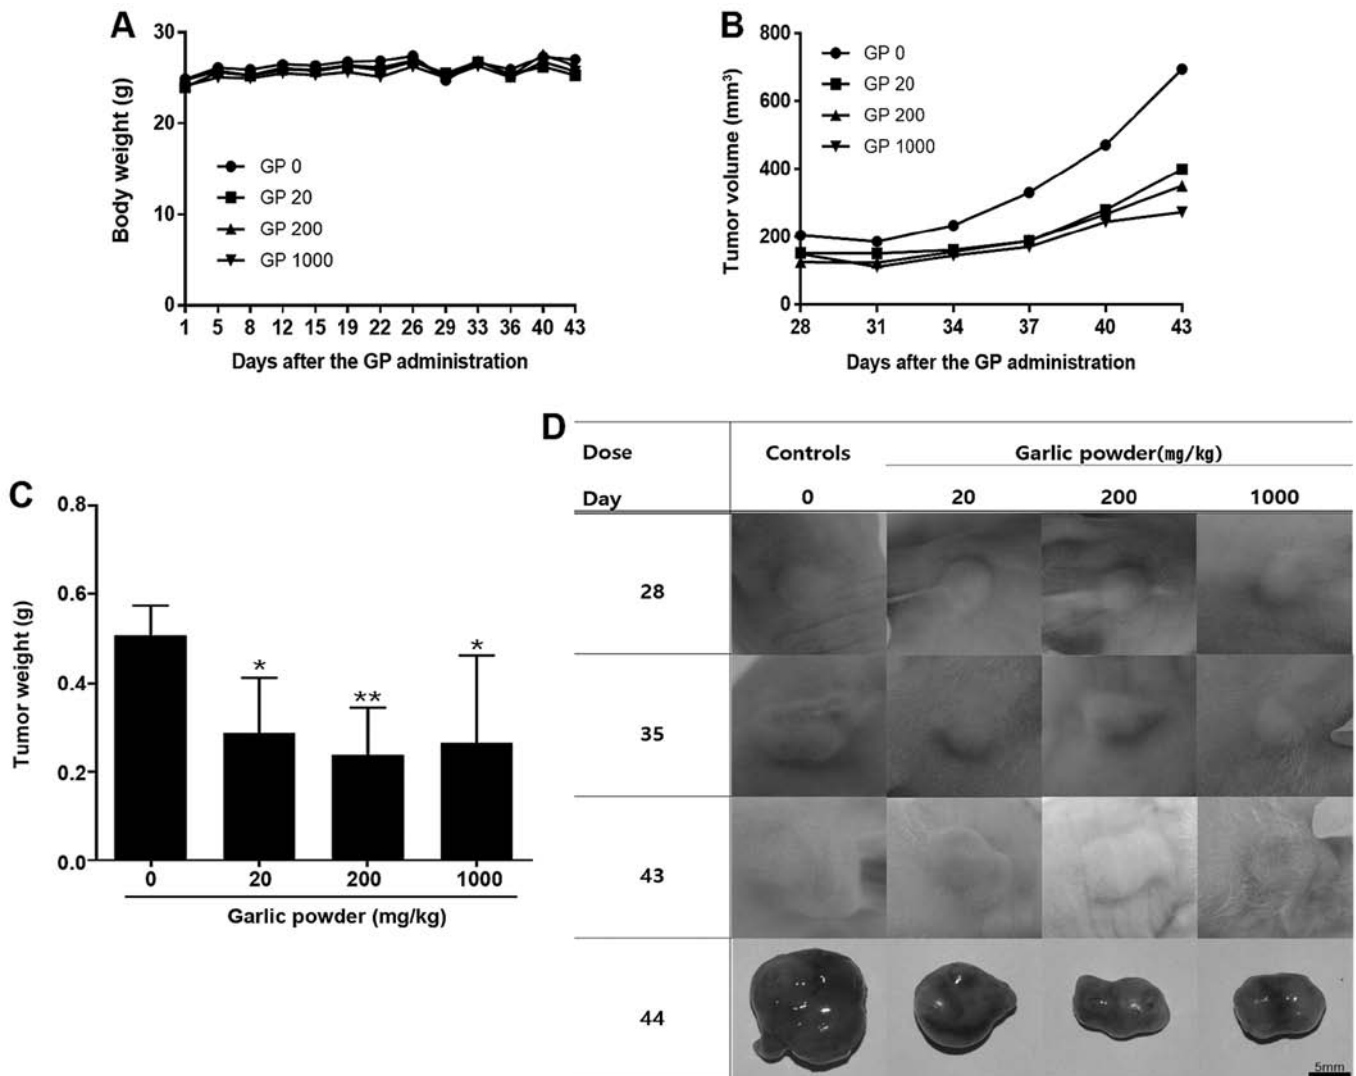 A
30
20
10
0
Body weight (g)
GP 0
GP 20
GP 200
GP 1000
1 5 8 12 15 19 22 26 29 33 36 40 43
Days after the GP administration
B
800
600
400
200
0
Tumor volume (mm³)
GP 0
GP 20
GP 200
GP 1000
28 31 34 37 40 43
Days after the GP administration
C
0.8
0.6
0.4
0.2
0.0
Tumor weight (g)
* ** *
0 20 200 1000
Garlic powder (mg/kg)
D
Dose Controls Garlic powder(mg/kg)
Day 0 20 200 1000
28
35
43
44
5mm